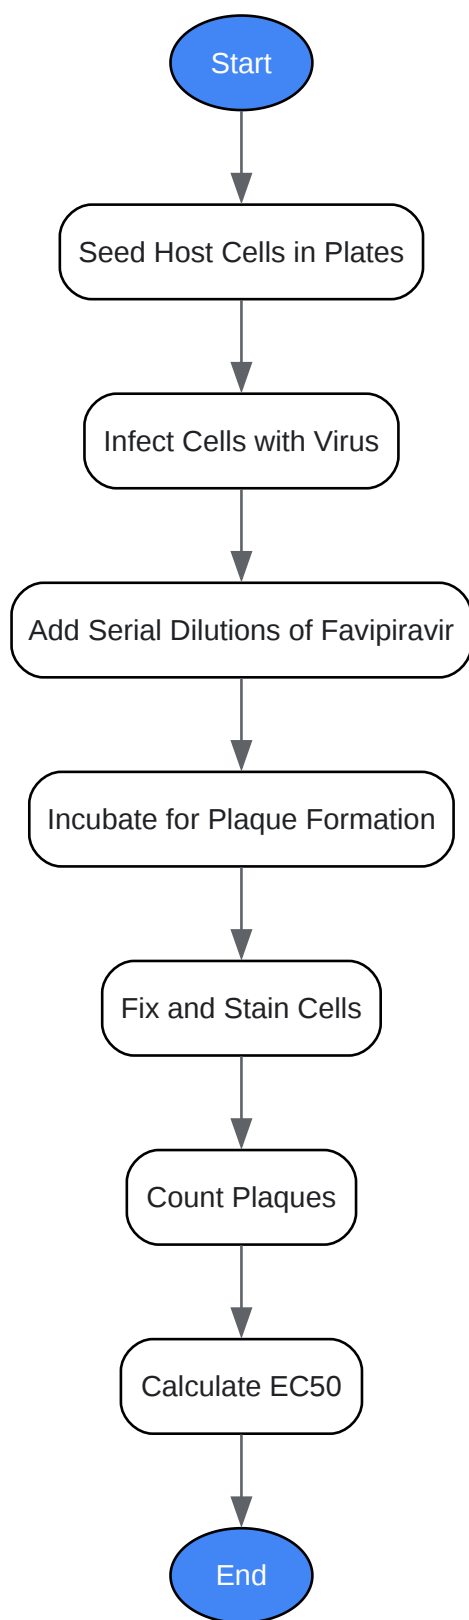 Start
Seed Host Cells in Plates
Infect Cells with Virus
Add Serial Dilutions of Favipiravir
Incubate for Plaque Formation
Fix and Stain Cells
Count Plaques
Calculate EC50
End